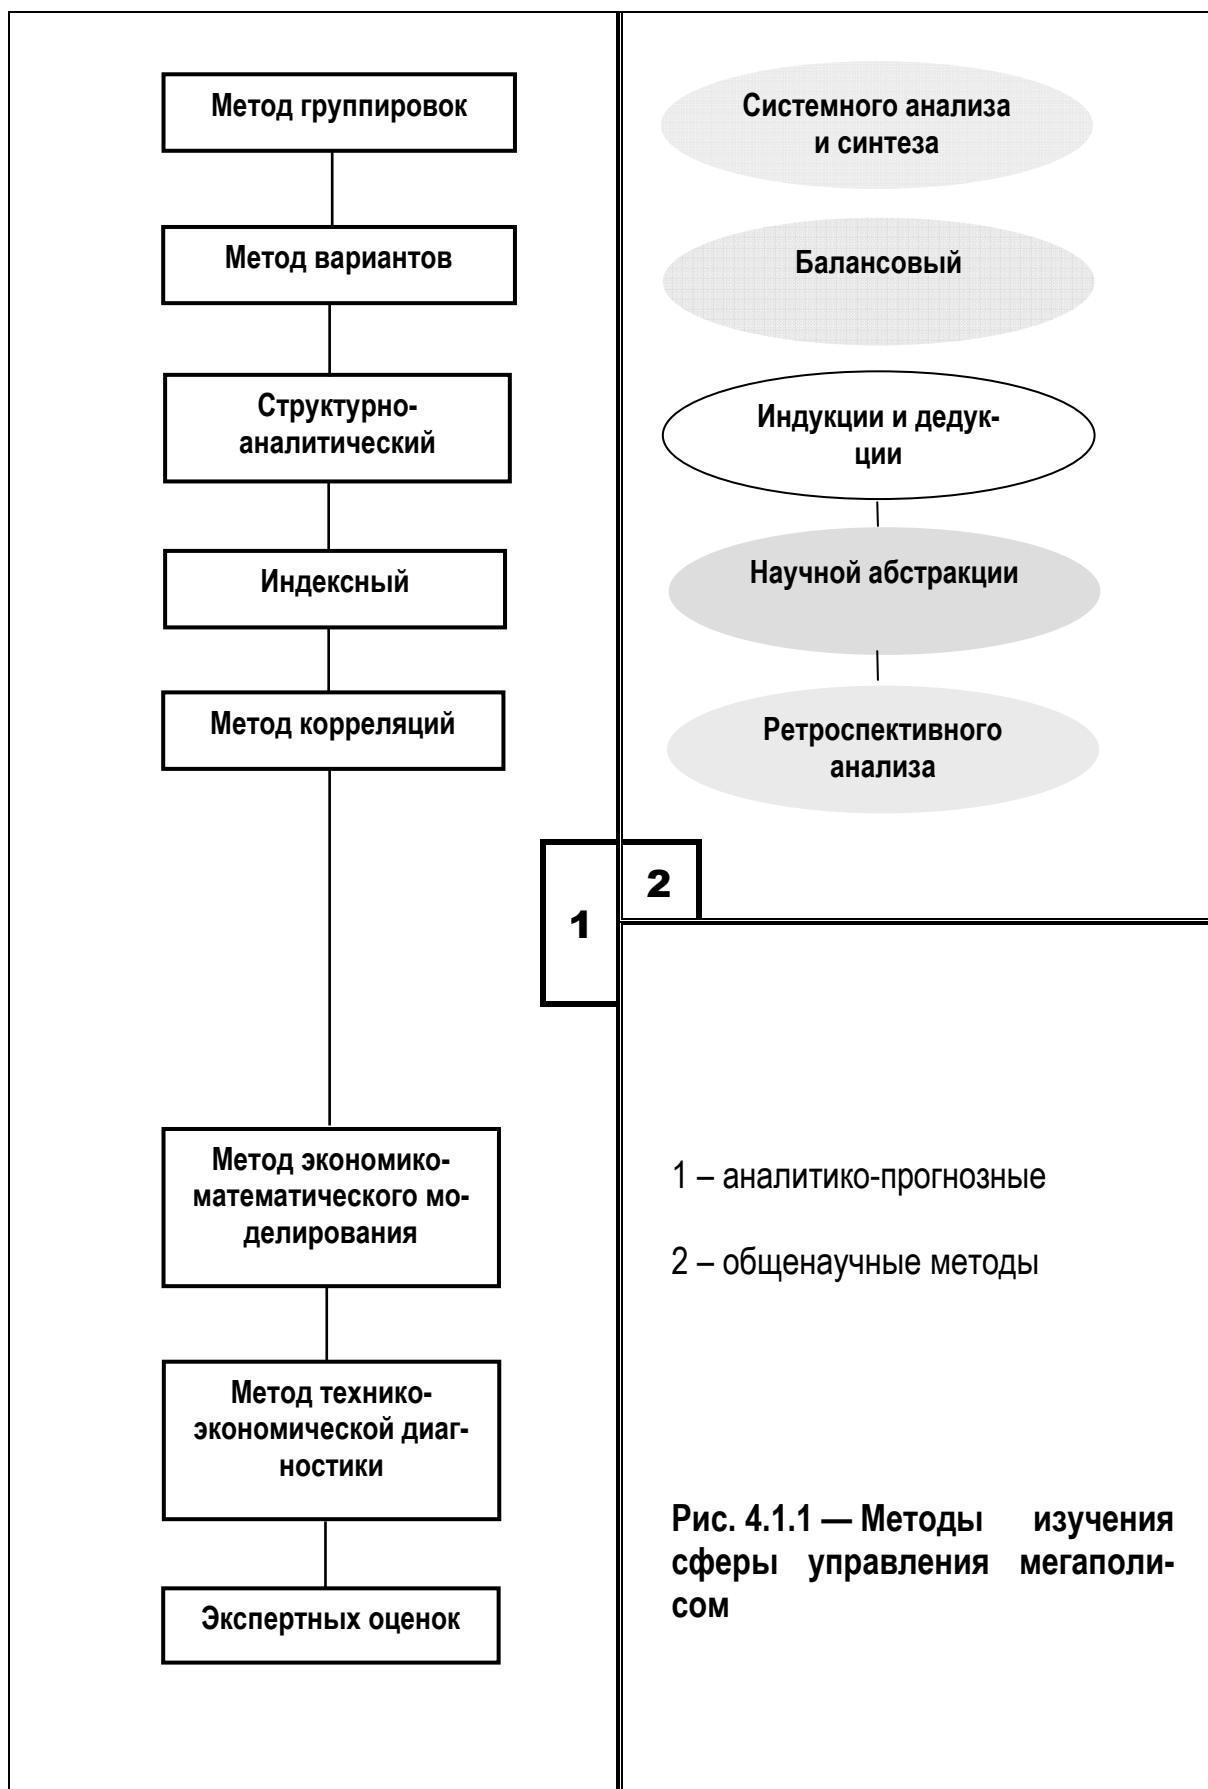 Метод группировок
Метод вариантов
Структурно-
аналитический
Индексный
Метод корреляций
1
Метод экономико-
математического мо-
делирования
Метод технико-
экономической диаг-
ностики
Экспертных оценок
Системного анализа
и синтеза
Балансовый
Индукции и дедук-
ции
Научной абстракции
Ретроспективного
анализа
2
1 – аналитико-прогнозные
2 – общенаучные методы
Рис. 4.1.1 — Методы изучения
сферы управления мегаполи-
сом